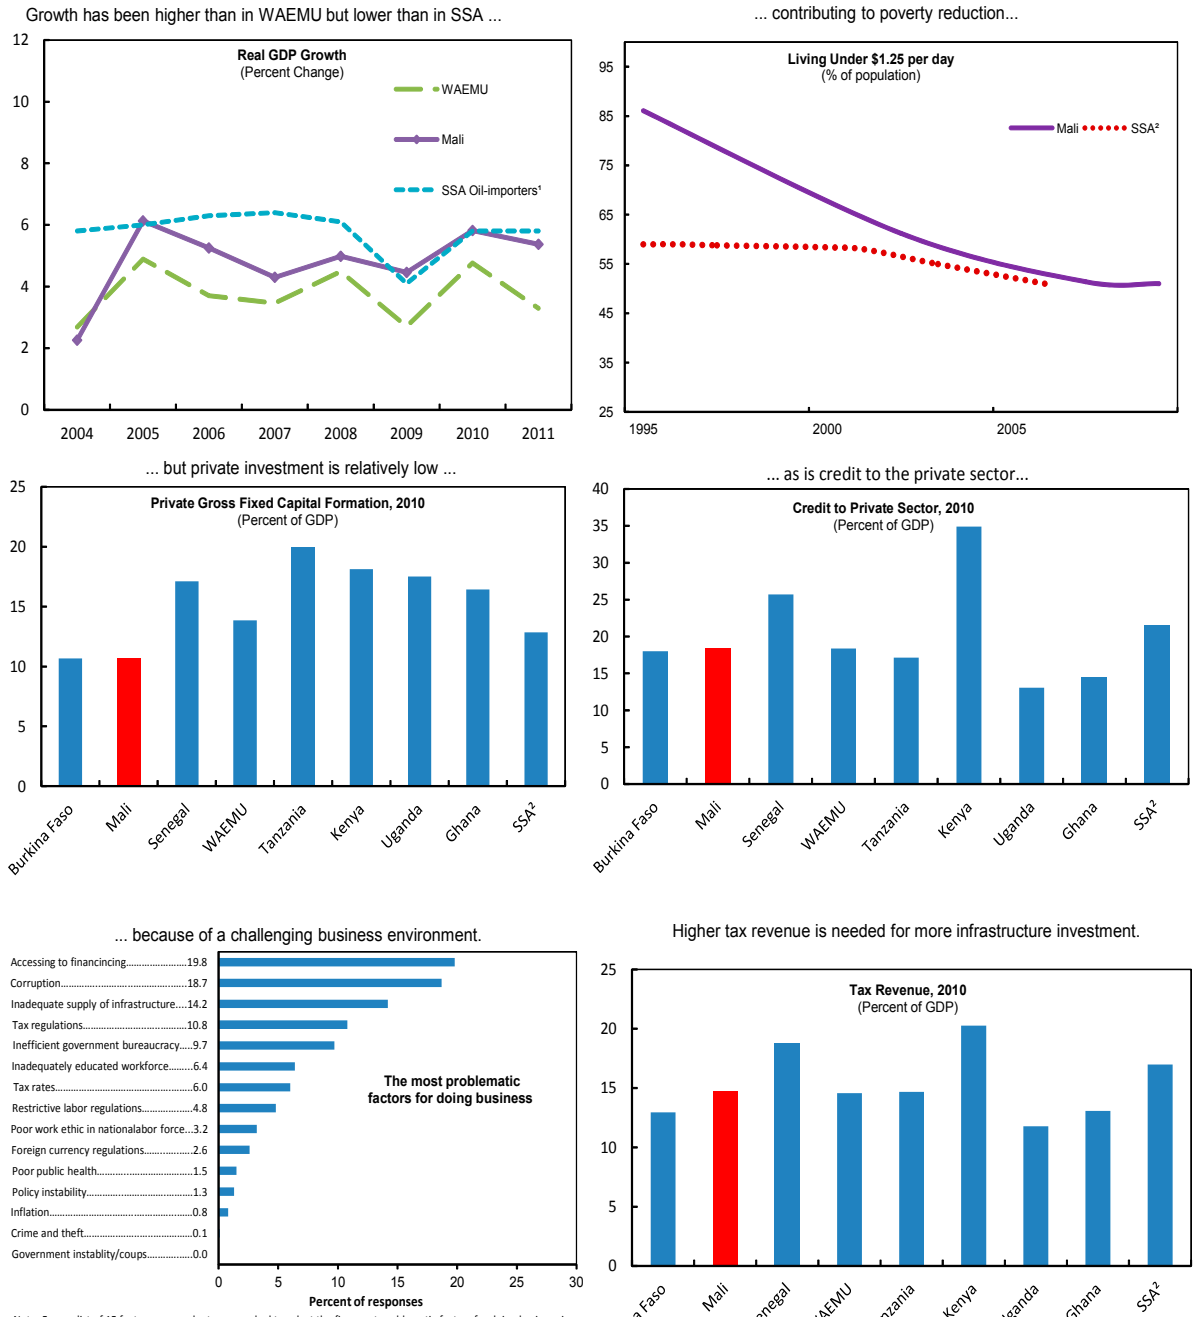 Growth has been higher than in WAEMU but lower than in SSA ...
Real GDP Growth
(Percent Change)
WAEMU
Mali
SSA Oil-importers¹
12
10
8
6
4
2
0
2004 2005 2006 2007 2008 2009 2010 2011
... contributing to poverty reduction...
Living Under $1.25 per day
(% of population)
Mali SSA²
95
85
75
65
55
45
35
25
1995 2000 2005
... but private investment is relatively low ...
Private Gross Fixed Capital Formation, 2010
(Percent of GDP)
25
20
15
10
5
0
Burkina Faso Mali Senegal WAEMU Tanzania Kenya Uganda Ghana SSA²
... as is credit to the private sector...
Credit to Private Sector, 2010
(Percent of GDP)
40
35
30
25
20
15
10
5
0
Burkina Faso Mali Senegal WAEMU Tanzania Kenya Uganda Ghana SSA²
... because of a challenging business environment.
Accessing to financincing......................19.8
Corruption..............................................18.7
Inadequate supply of infrastructure....14.2
Tax regulations......................................10.8
Inefficient government bureaucracy.....9.7
Inadequately educated workforce........6.4
Tax rates................................................6.0
Restrictive labor regulations.................4.8
Poor work ethic in nationalabor force...3.2
Foreign currency regulations.................2.6
Poor public health.................................1.5
Policy instability....................................1.3
Inflation.................................................0.8
Crime and theft.....................................0.1
Government instablity/coups................0.0
The most problematic
factors for doing business
0 5 10 15 20 25 30
Percent of responses
Higher tax revenue is needed for more infrastructure investment.
Tax Revenue, 2010
(Percent of GDP)
25
20
15
10
5
0
Faso Mali Kenya Ghana SSA²